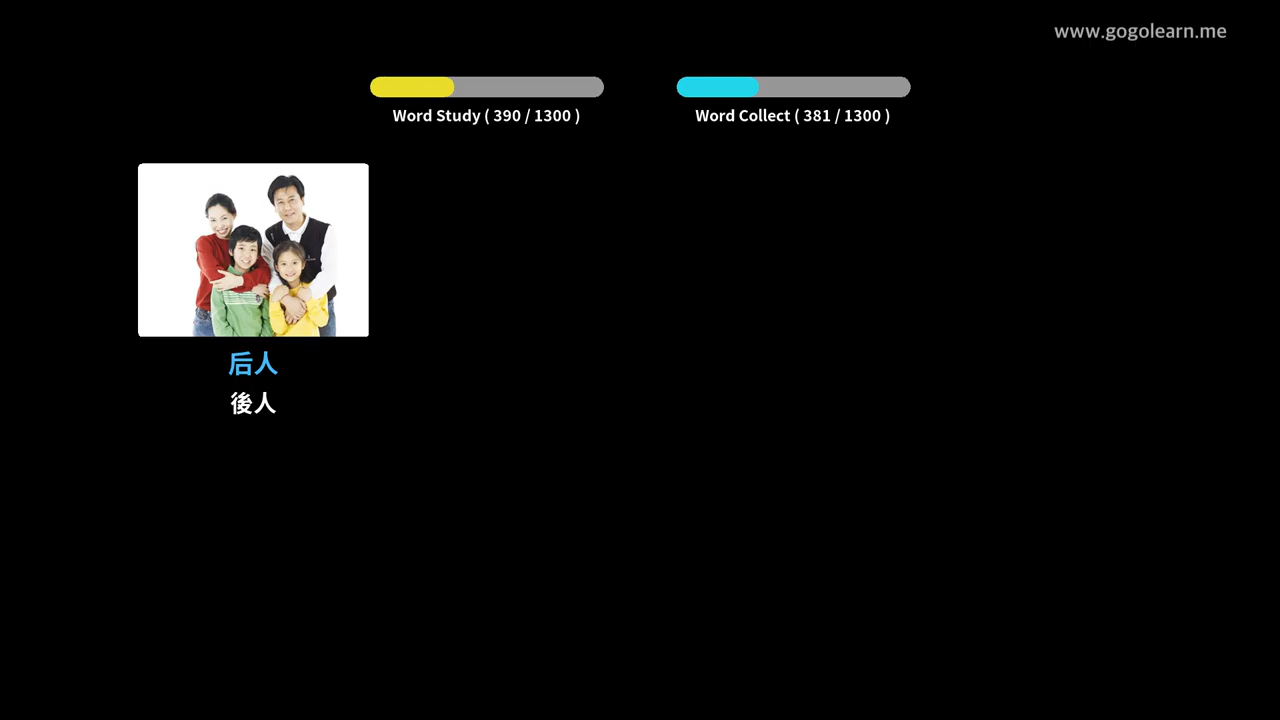 www.gogolearn.me
Word Study ( 390 / 1300 )
Word Collect ( 381 / 1300 )
后人
後人